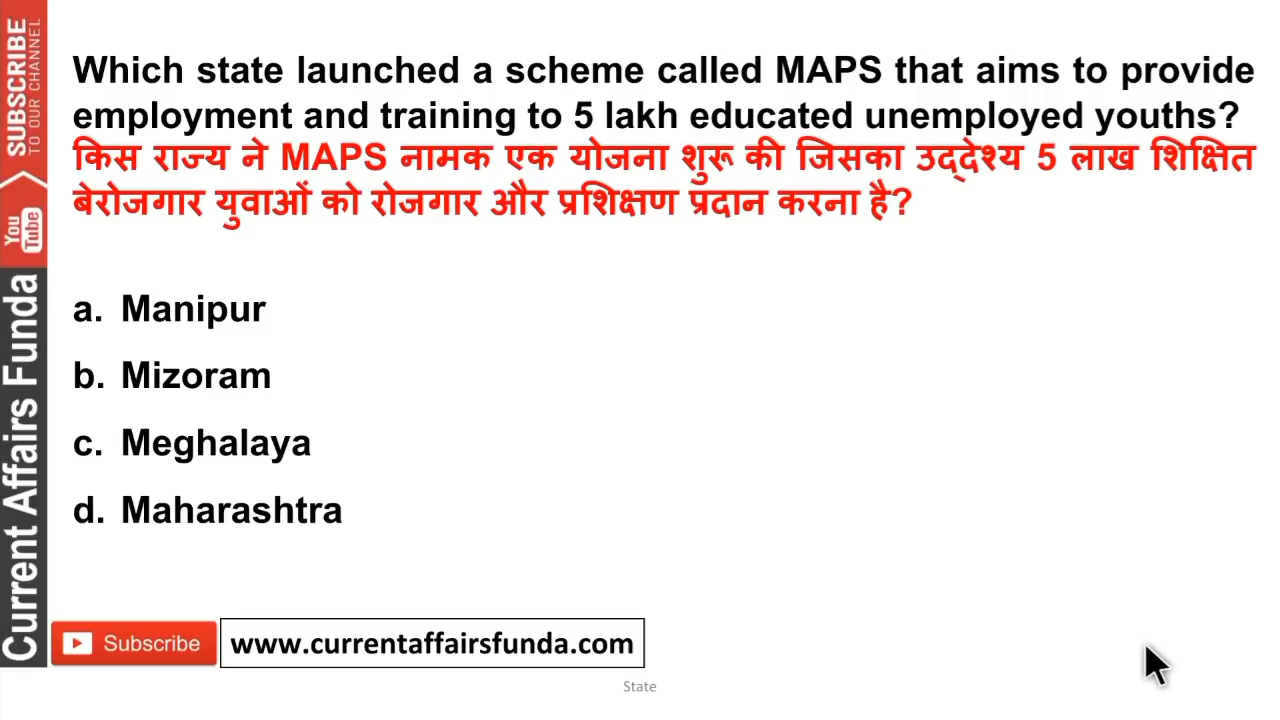 Which state launched a scheme called MAPS that aims to provide
employment and training to 5 lakh educated unemployed youths?
किस राज्य ने MAPS नामक एक योजना शुरू की जिसका उद्देश्य 5 लाख शिक्षित
बेरोजगार युवाओं को रोजगार और प्रशिक्षण प्रदान करना है?
a. Manipur
b. Mizoram
c. Meghalaya
d. Maharashtra
SUBSCRIBE
TO OUR CHANNEL
You
Tube
Current Affairs Funda
Subscribe
www.currentaffairsfunda.com
State